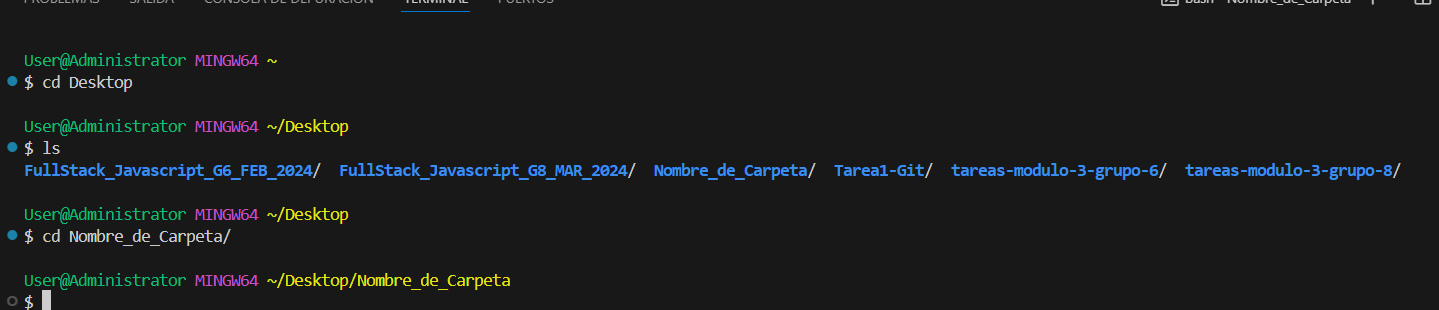 PROBLEMAS SALIDA CONSOLA DE DEPURACIÓN TERMINAL PUERTOS bash - Nombre_de_Carpeta
User@Administrator MINGW64 ~
$ cd Desktop
User@Administrator MINGW64 ~/Desktop
$ ls
FullStack_Javascript_G6_FEB_2024/ FullStack_Javascript_G8_MAR_2024/ Nombre_de_Carpeta/ Tarea1-Git/ tareas-modulo-3-grupo-6/ tareas-modulo-3-grupo-8/
User@Administrator MINGW64 ~/Desktop
$ cd Nombre_de_Carpeta/
User@Administrator MINGW64 ~/Desktop/Nombre_de_Carpeta
$